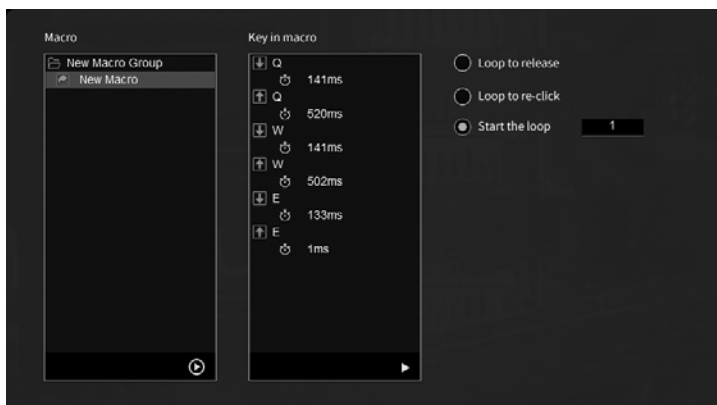 Macro
New Macro Group
New Macro
Key in macro
Q
141ms
Q
520ms
W
141ms
W
502ms
E
133ms
E
1ms
Loop to release
Loop to re-click
Start the loop 1